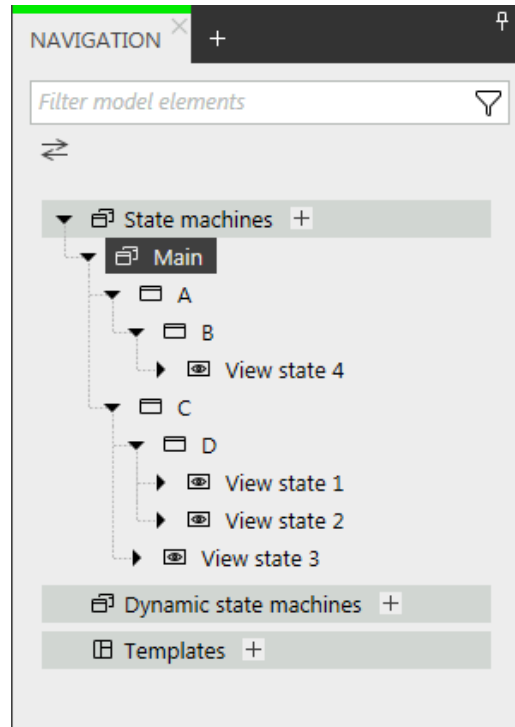 NAVIGATION
Filter model elements
State machines
Main
A
B
View state 4
C
D
View state 1
View state 2
View state 3
Dynamic state machines
Templates